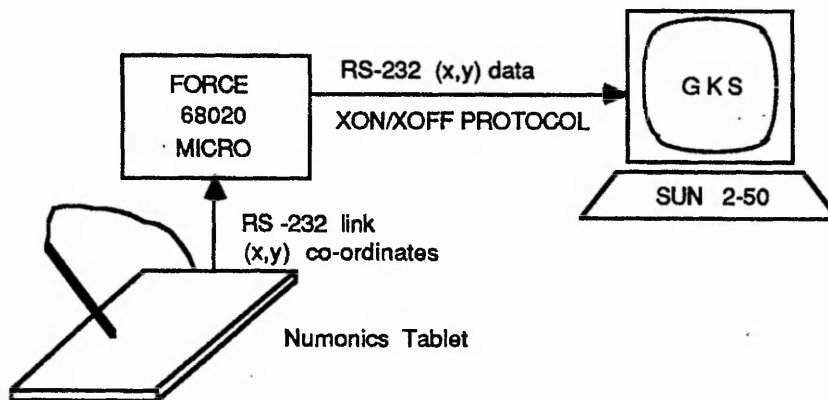 FORCE
68020
MICRO
RS-232 (x,y) data
XON/XOFF PROTOCOL
GKS
SUN 2-50
RS -232 link
(x,y) co-ordinates
Numonics Tablet